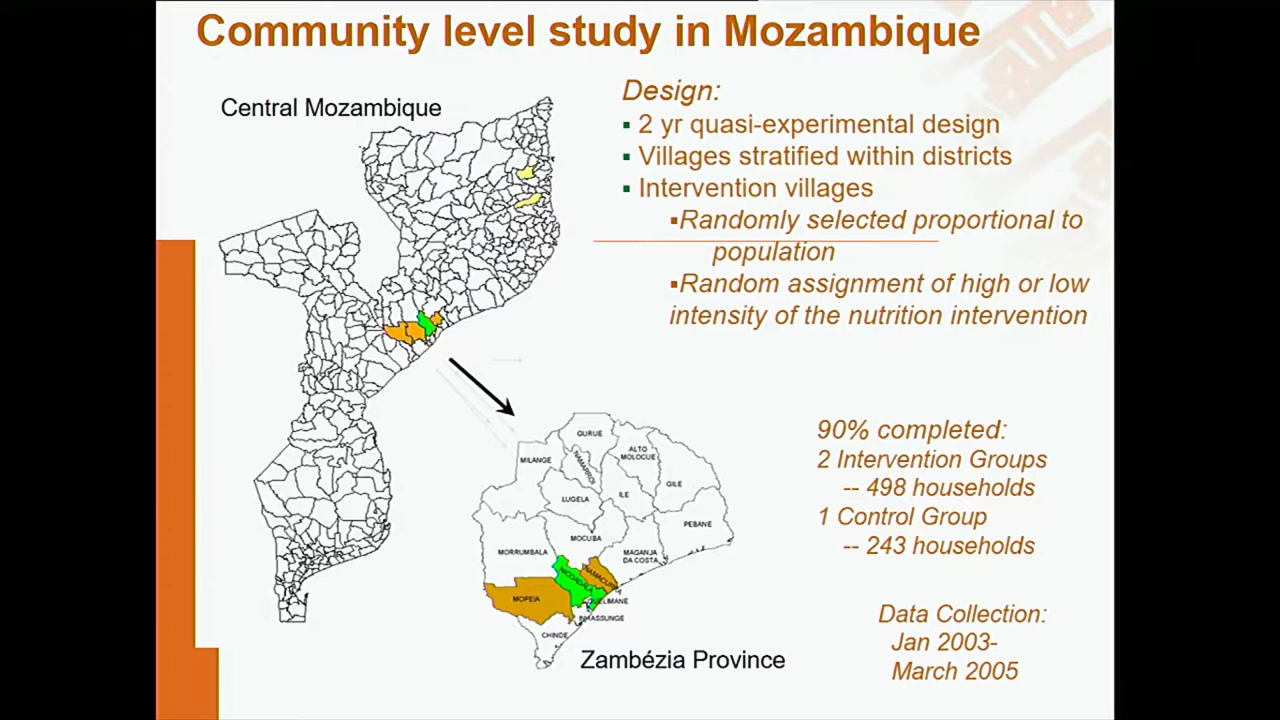 Community level study in Mozambique
Central Mozambique
Design:
▪ 2 yr quasi-experimental design
▪ Villages stratified within districts
▪ Intervention villages
▪Randomly selected proportional to
population
▪Random assignment of high or low
intensity of the nutrition intervention
90% completed:
2 Intervention Groups
-- 498 households
1 Control Group
-- 243 households
Data Collection:
Jan 2003-
March 2005
GURUE
ALTO
MOLOCUE
MILANGE
NAMARROI
GILE
LUGELA
ILE
PEBANE
MOCUBA
MORRUMBALA
MAGANJA
DA COSTA
MOPEIA
INHASSUNGE
CHINDE
Zambézia Province